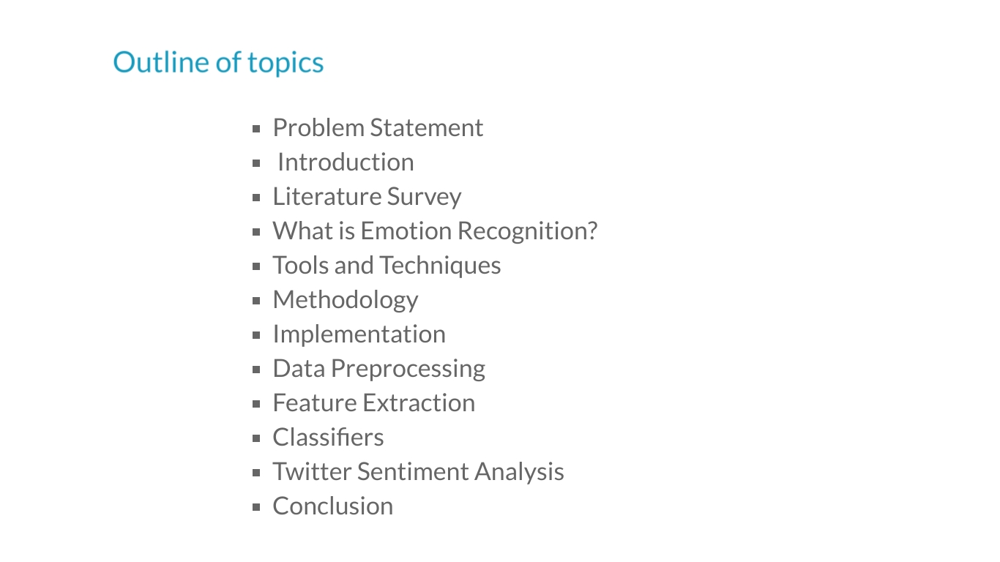 Outline of topics
▪ Problem Statement
▪ Introduction
▪ Literature Survey
▪ What is Emotion Recognition?
▪ Tools and Techniques
▪ Methodology
▪ Implementation
▪ Data Preprocessing
▪ Feature Extraction
▪ Classifiers
▪ Twitter Sentiment Analysis
▪ Conclusion